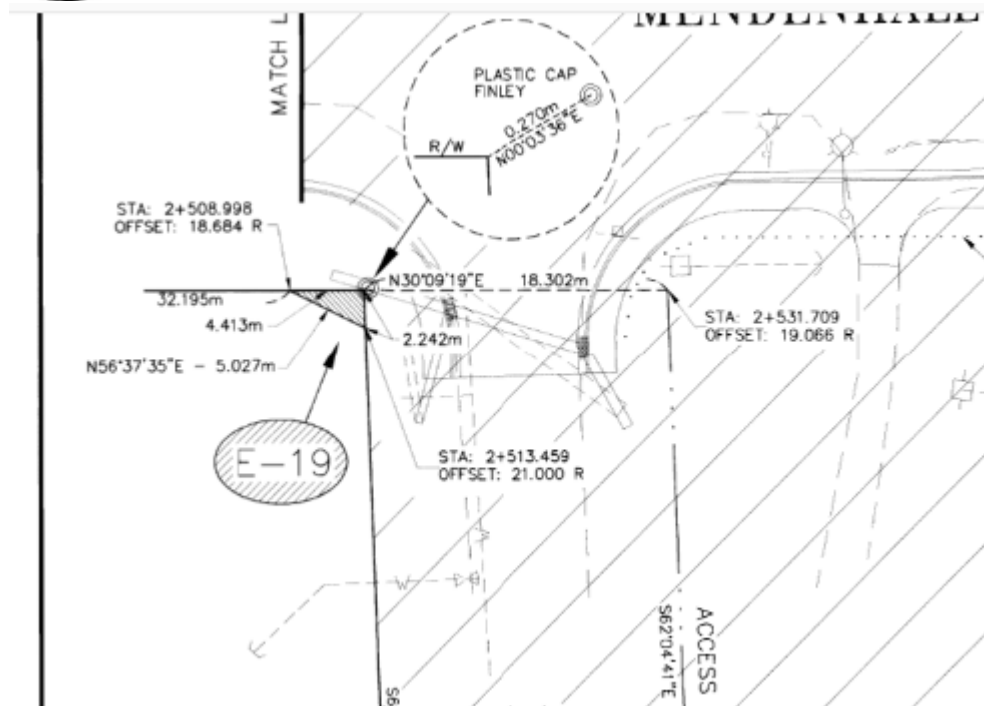 MENDENHALL
MATCH L
PLASTIC CAP
FINLEY
0.270m
N00°03'36"E
R/W
STA: 2+508.998
OFFSET: 18.684 R
N30°09'19"E
18.302m
32.195m
4.413m
STA: 2+531.709
OFFSET: 19.066 R
2.242m
N56°37'35"E - 5.027m
E-19
STA: 2+513.459
OFFSET: 21.000 R
W
W
ACCESS
S62°04'41"E
S6